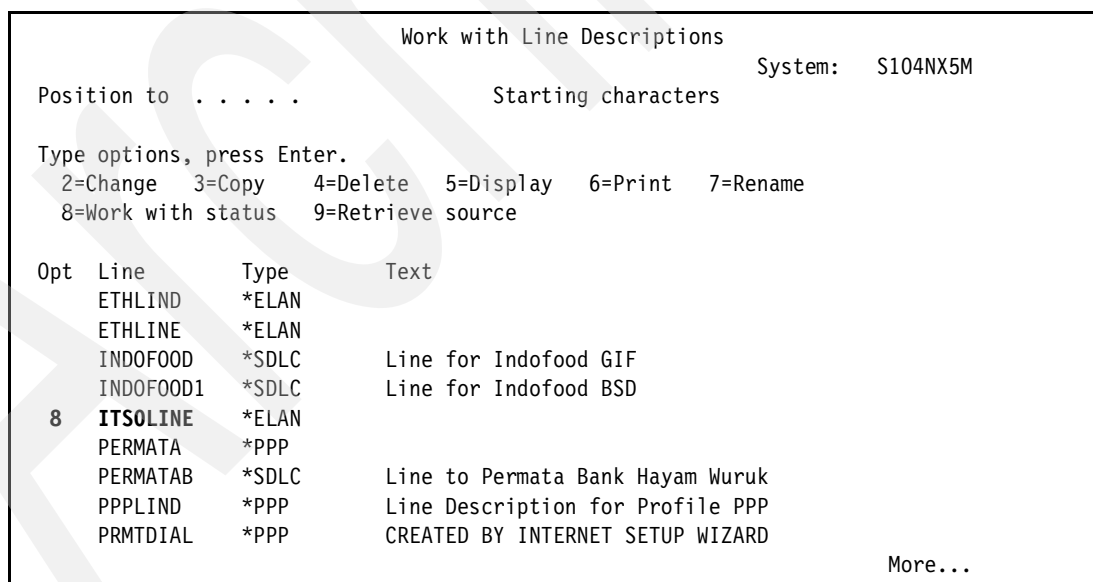 Work with Line Descriptions
System: S104NX5M
Position to . . . . . Starting characters
Type options, press Enter.
2=Change 3=Copy 4=Delete 5=Display 6=Print 7=Rename
8=Work with status 9=Retrieve source
Opt Line Type Text
ETHLIND *ELAN
ETHLINE *ELAN
INDOFOOD *SDLC Line for Indofood GIF
INDOFOOD1 *SDLC Line for Indofood BSD
8 ITSOLINE *ELAN
PERMATA *PPP
PERMATAB *SDLC Line to Permata Bank Hayam Wuruk
PPPLIND *PPP Line Description for Profile PPP
PRMTDIAL *PPP CREATED BY INTERNET SETUP WIZARD
More...